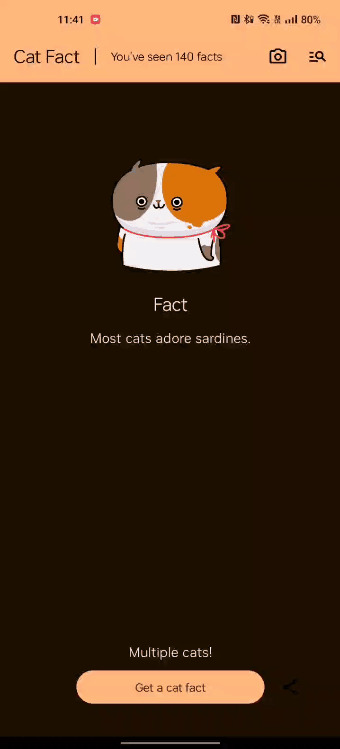 11:41 80%
Cat Fact You've seen 140 facts
Fact
Most cats adore sardines.
Multiple cats!
Get a cat fact